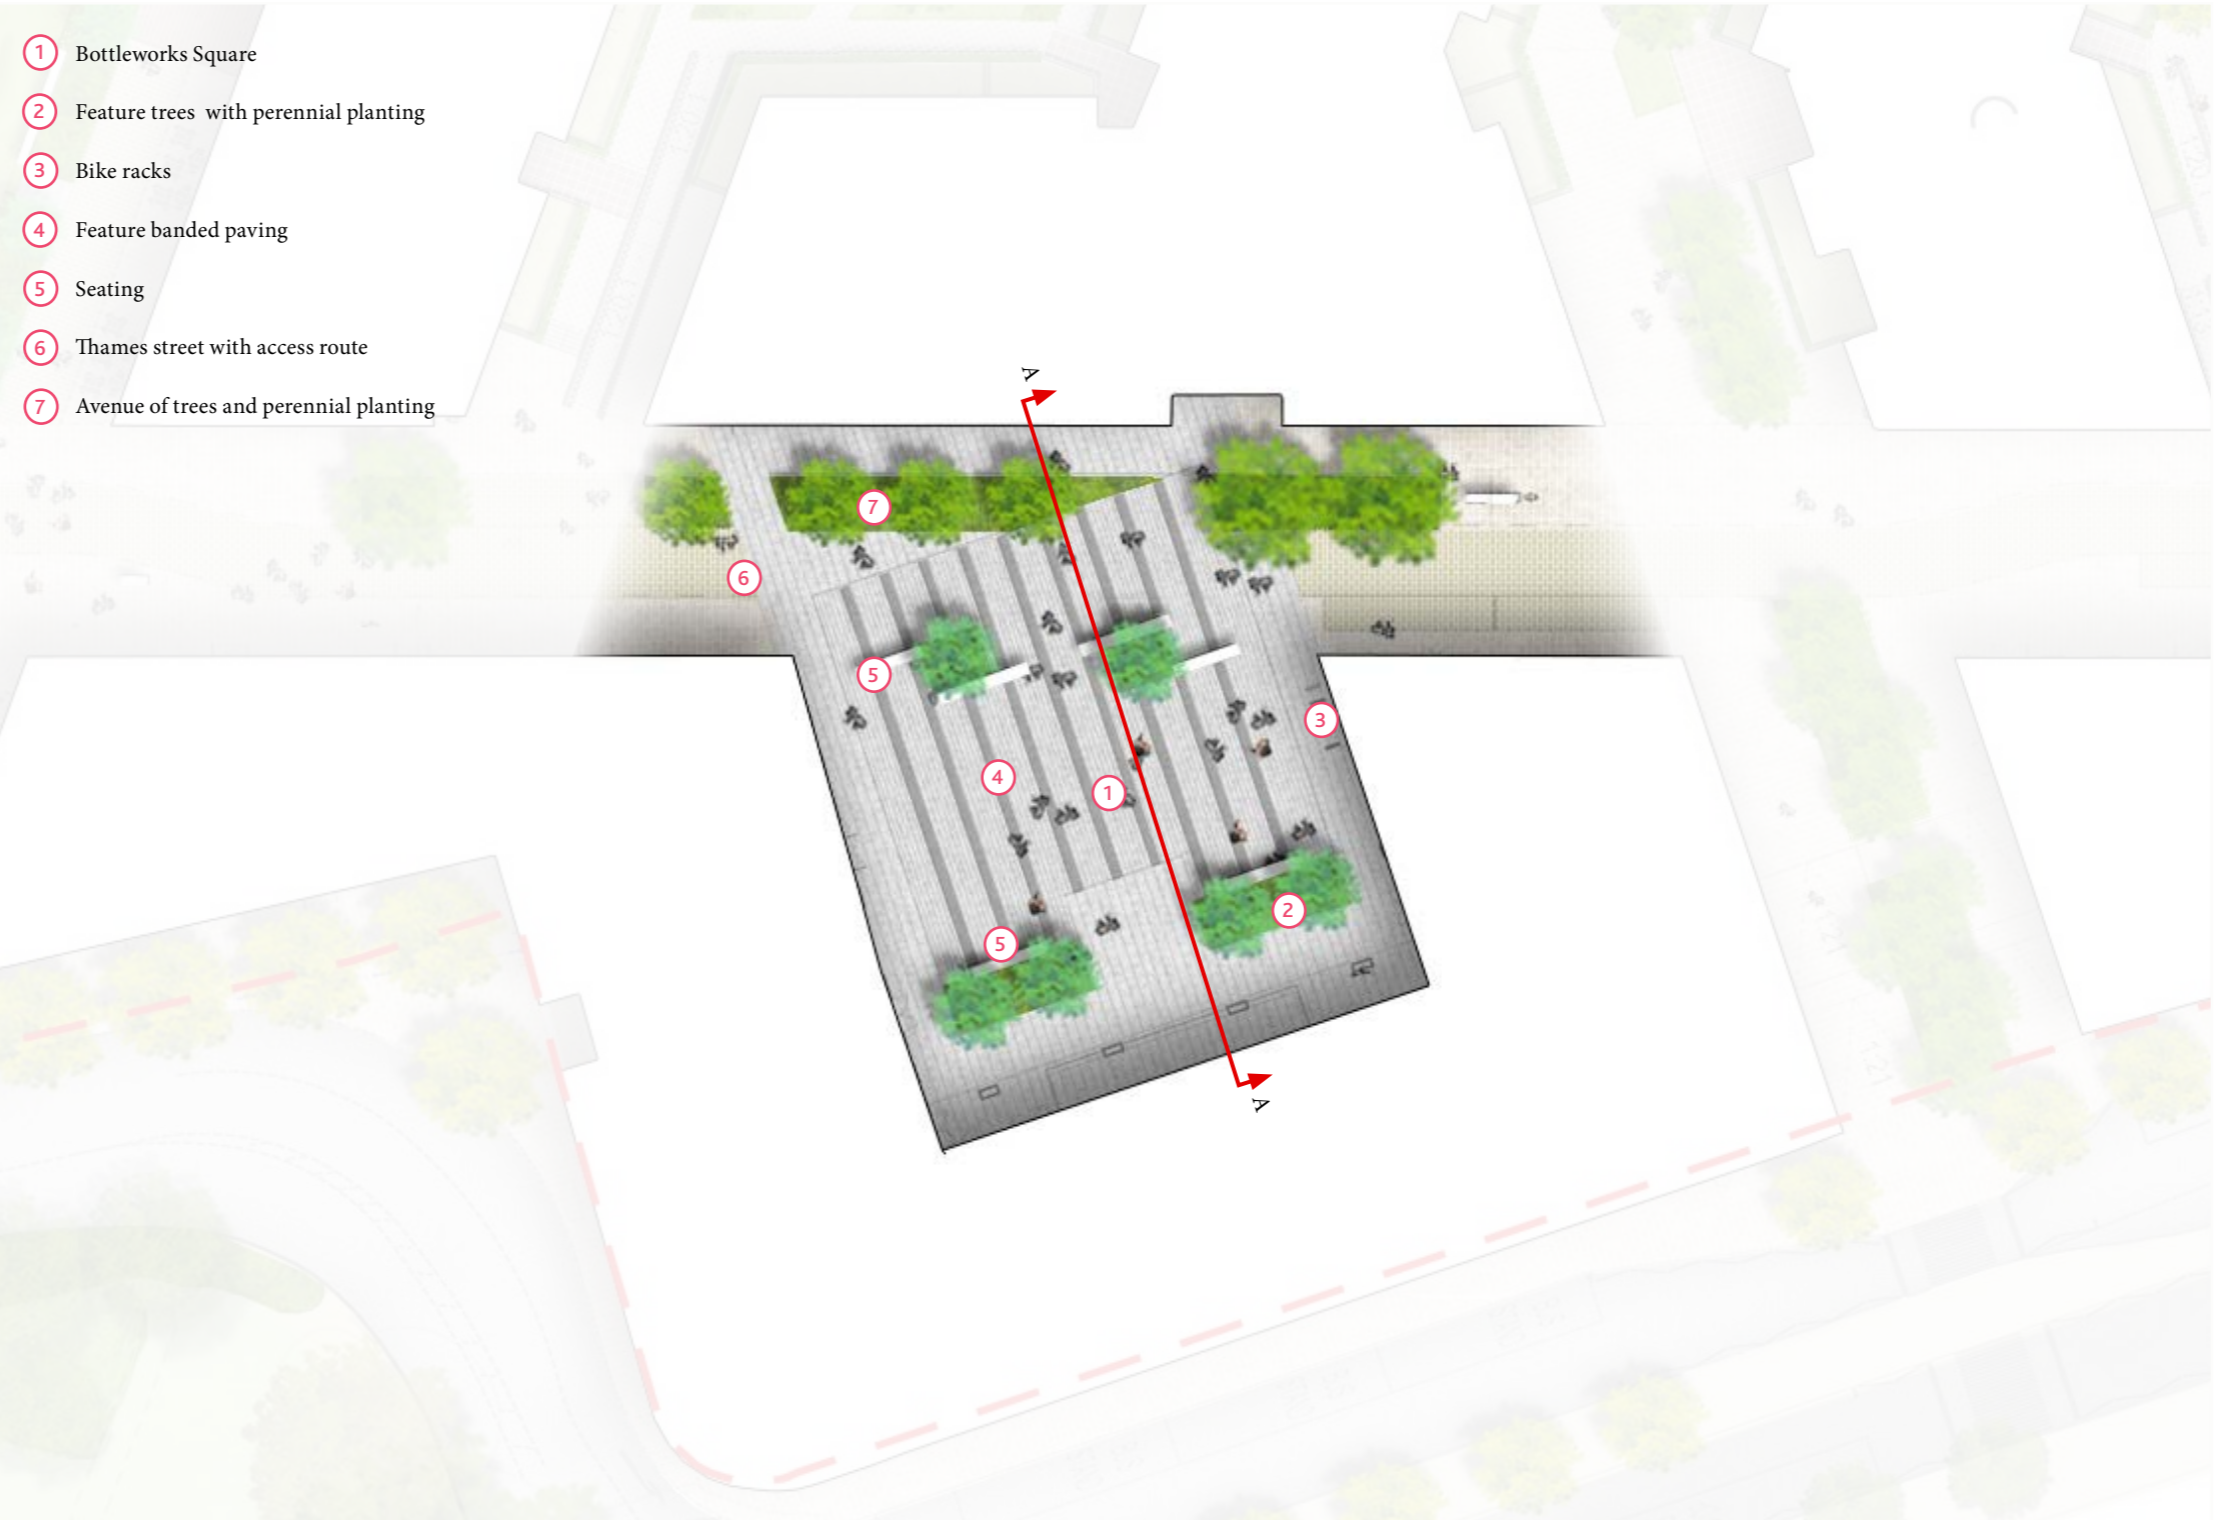 1 Bottleworks Square
2 Feature trees with perennial planting
3 Bike racks
4 Feature banded paving
5 Seating
6 Thames street with access route
7 Avenue of trees and perennial planting
A
7
6
5
3
4
1
2
5
A